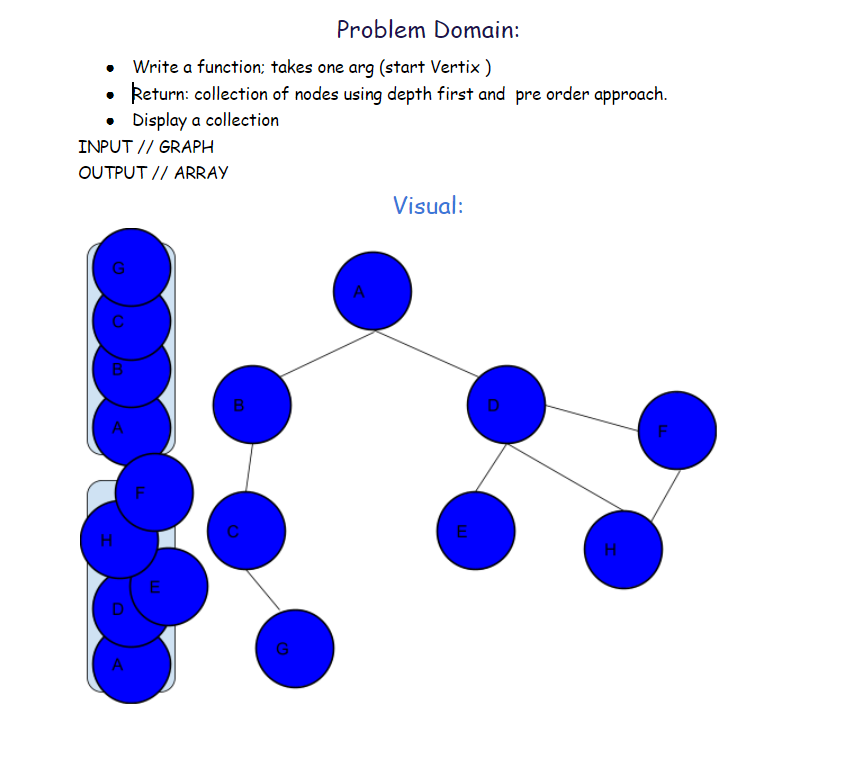 Problem Domain:
● Write a function; takes one arg (start Vertix )
● Return: collection of nodes using depth first and pre order approach.
● Display a collection
INPUT // GRAPH
OUTPUT // ARRAY
Visual:
G
C
B
A
F
H
E
D
A
A
B
D
F
C
E
H
G